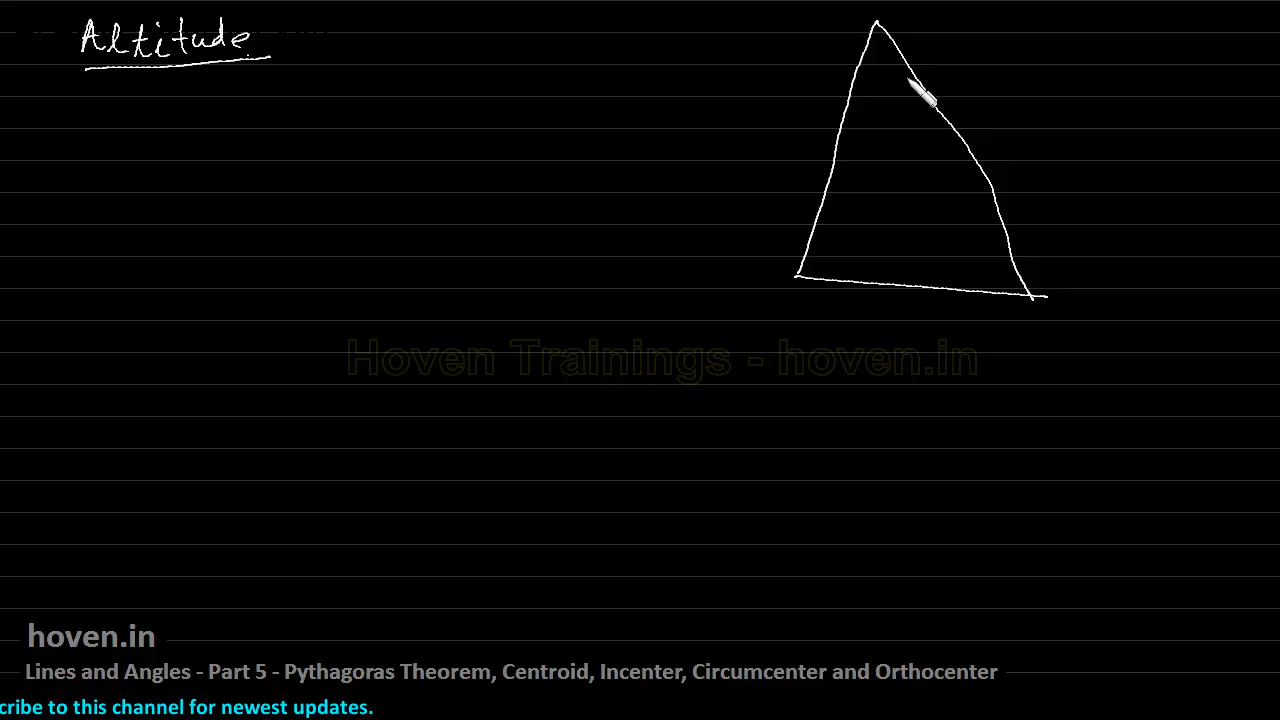 Altitude
Hoven Trainings - hoven.in
hoven.in
Lines and Angles - Part 5 - Pythagoras Theorem, Centroid, Incenter, Circumcenter and Orthocenter
cribe to this channel for newest updates.